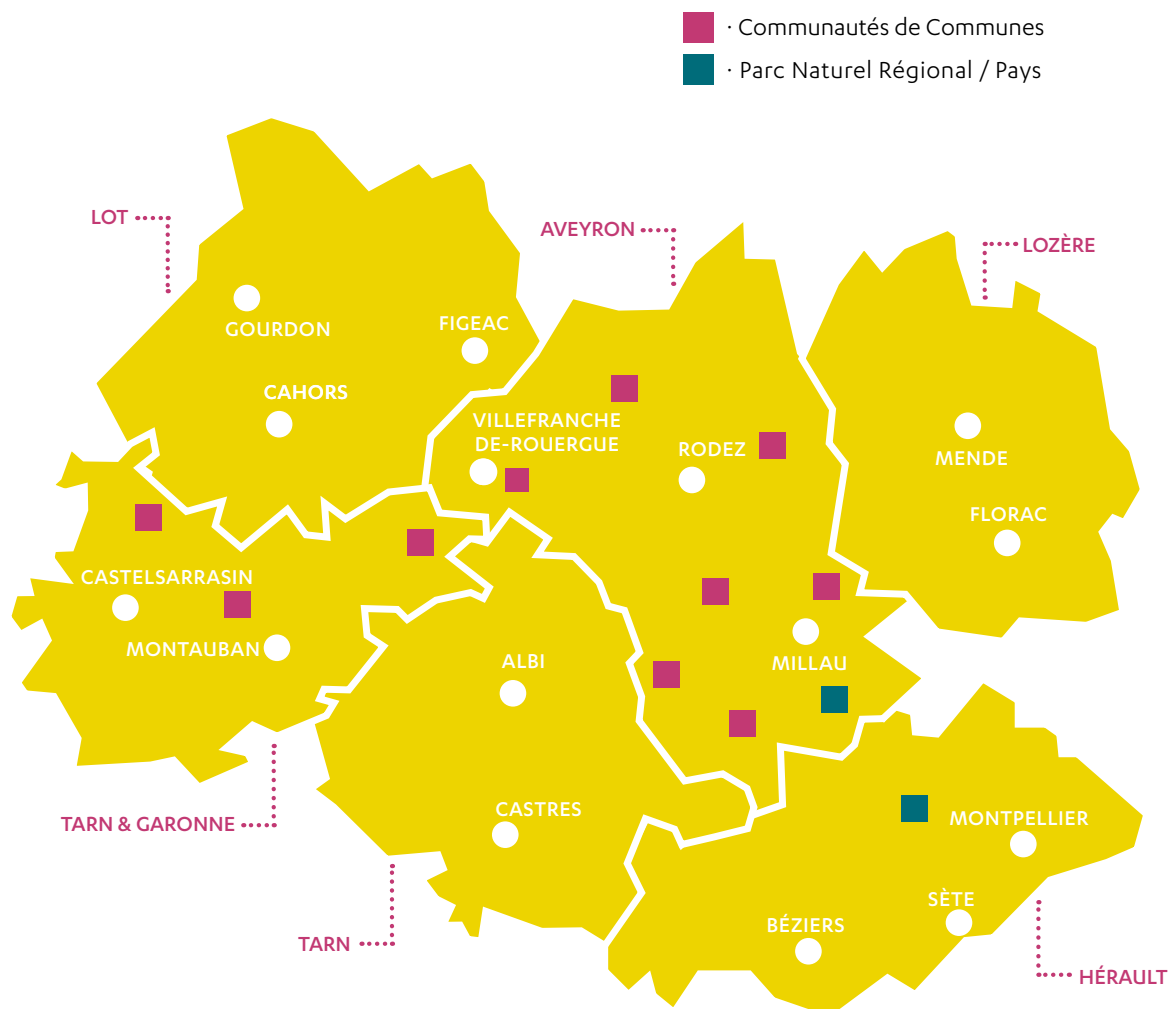 · Communautés de Communes
· Parc Naturel Régional / Pays
LOT
AVEYRON
LOZÈRE
GOURDON
FIGEAC
CAHORS
VILLEFRANCHE
DE-ROUERGUE
RODEZ
MENDE
FLORAC
CASTELSARRASIN
MONTAUBAN
ALBI
MILLAU
CASTRES
TARN & GARONNE
MONTPELLIER
SÈTE
BÉZIERS
TARN
HÉRAULT